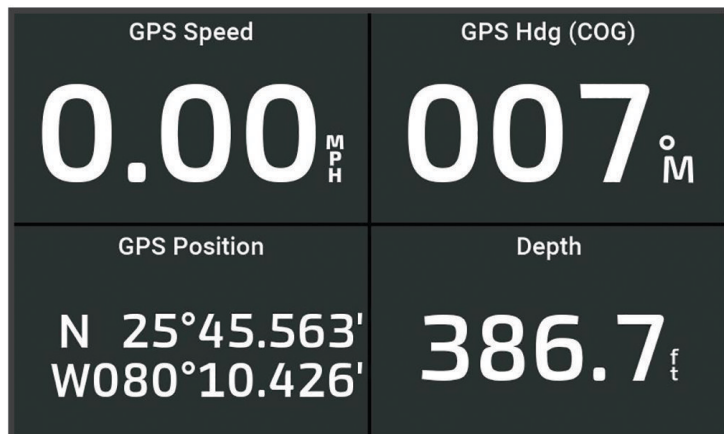 GPS Speed
0.00 MPH
GPS Hdg (COG)
007°M
GPS Position
N 25°45.563'
W080°10.426'
Depth
386.7 ft